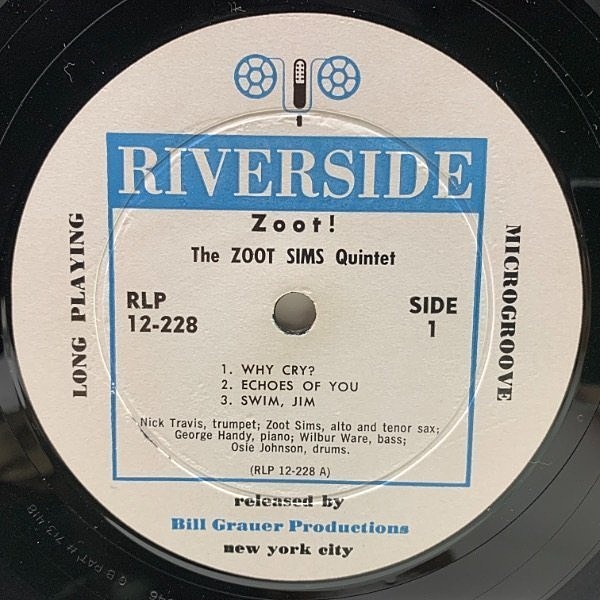 RIVERSIDE
Zoot!
The ZOOT SIMS Quintet
LONG PLAYING
MICROGROOVE
RLP
12-228
SIDE
1
1. WHY CRY?
2. ECHOES OF YOU
3. SWIM, JIM
Nick Travis, trumpet; Zoot Sims, alto and tenor sax;
George Handy, piano; Wilbur Ware, bass;
Osie Johnson, drums.
(RLP 12-228 A)
released by
Bill Grauer Productions
new york city